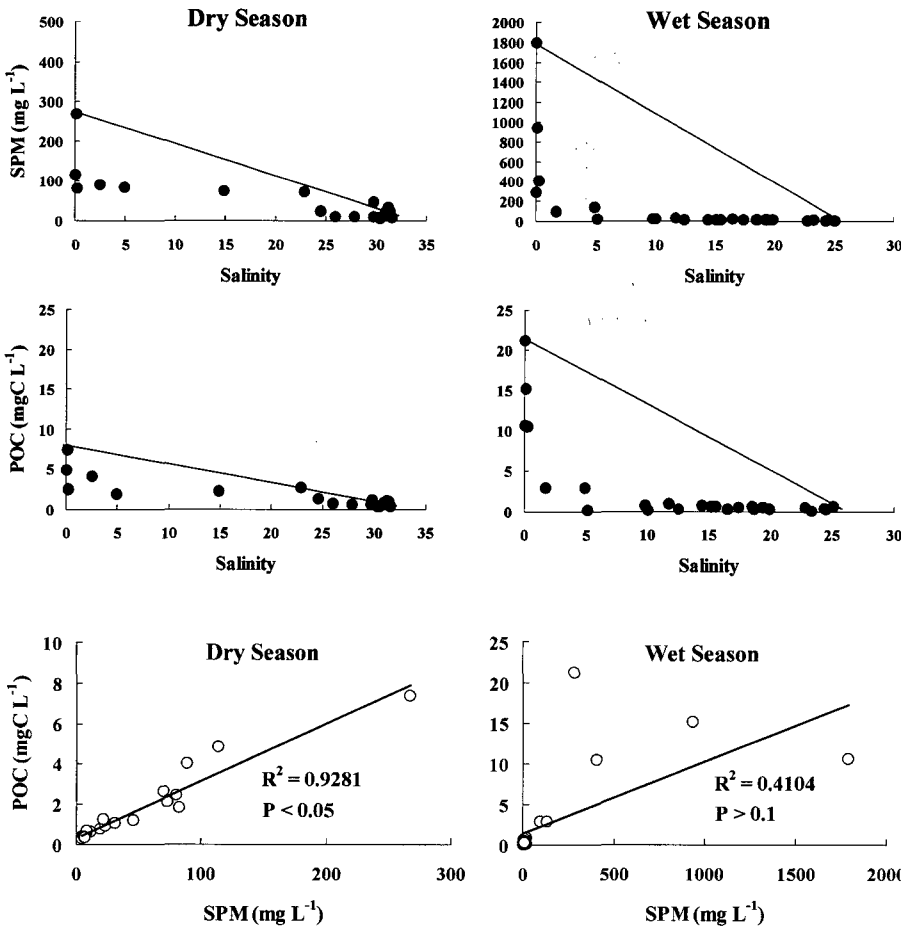 Dry Season
Wet Season
500
400
300
200
100
0
SPM (mg L-1)
0 5 10 15 20 25 30 35
Salinity
2000
1800
1600
1400
1200
1000
800
600
400
200
0
0 5 10 15 20 25 30
Salinity
25
20
15
10
5
0
POC (mgC L-1)
0 5 10 15 20 25 30 35
Salinity
25
20
15
10
5
0
0 5 10 15 20 25 30
Salinity
Dry Season
8
6
4
2
0
POC (mgC L-1)
R2 = 0.9281
P < 0.05
0 100 200 300
SPM (mg L-1)
Wet Season
25
20
15
10
5
0
R2 = 0.4104
P > 0.1
0 500 1000 1500 2000
SPM (mg L-1)